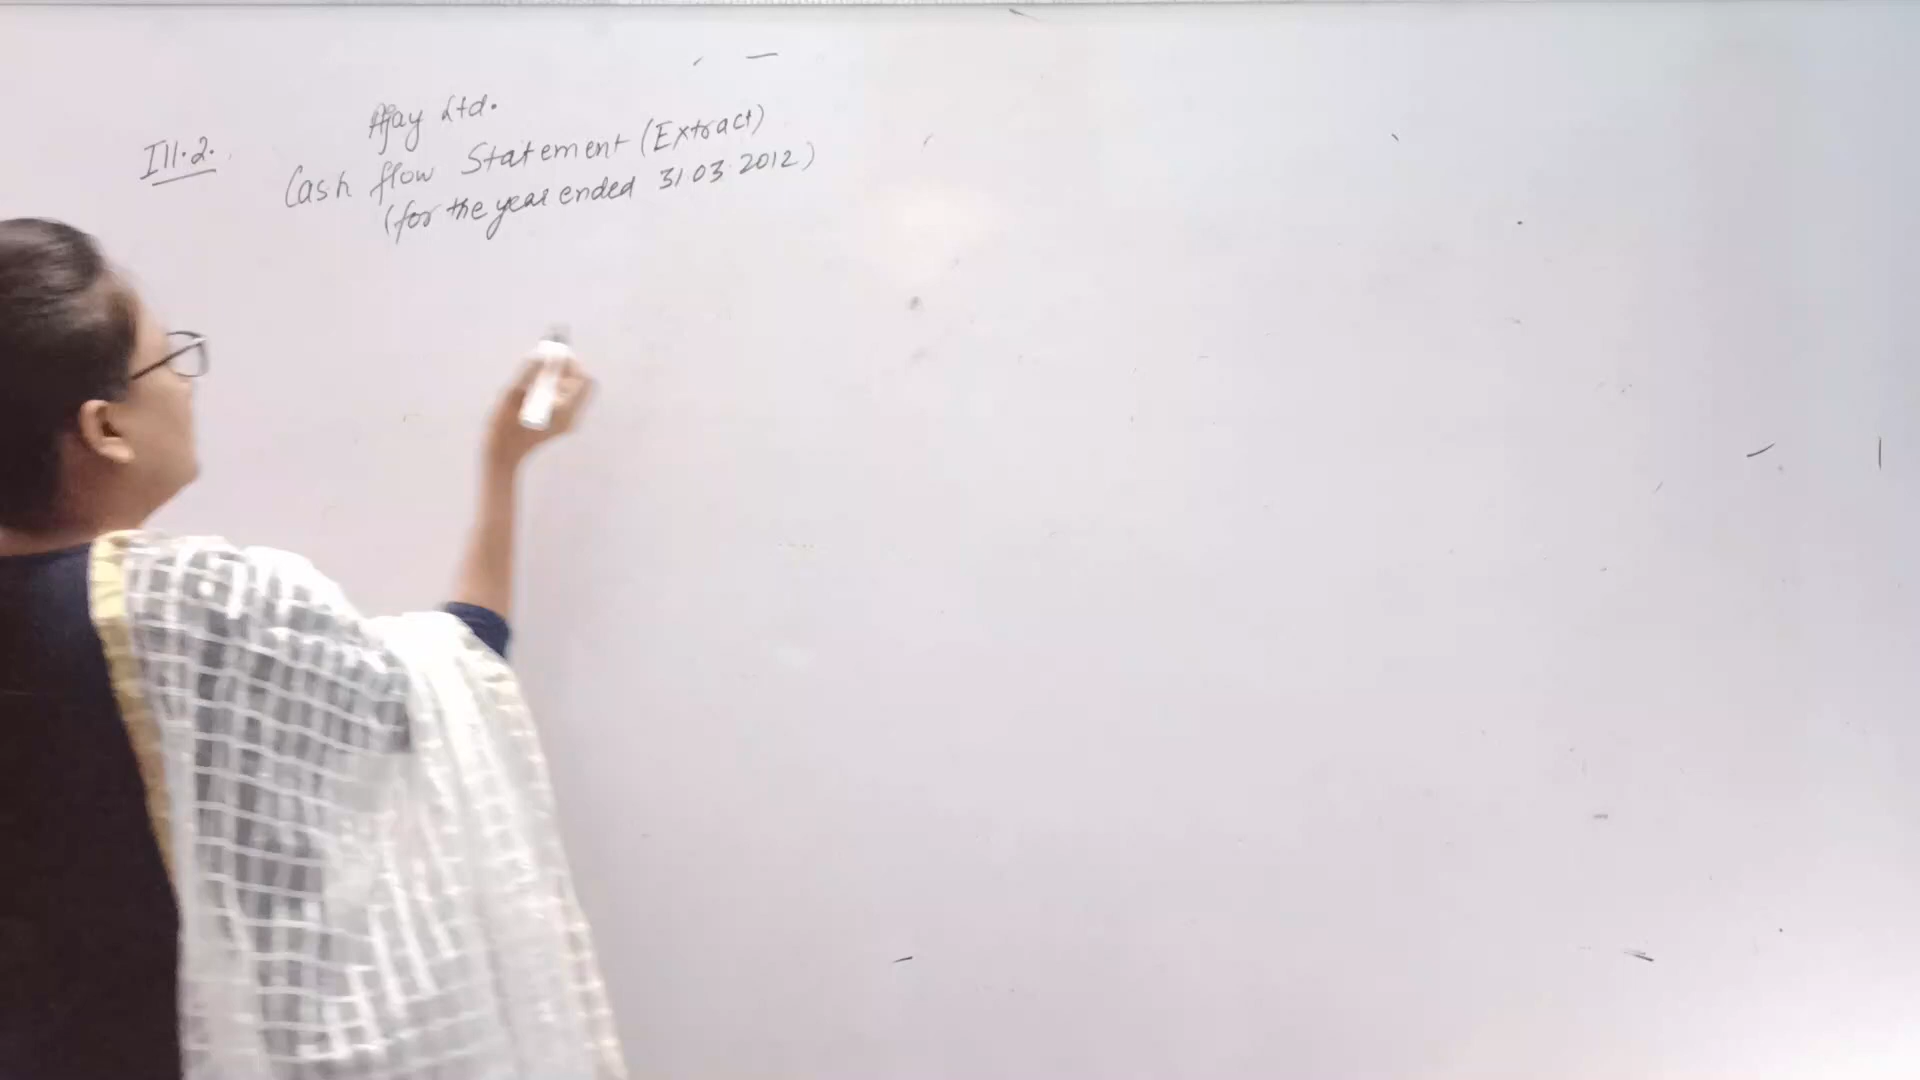 Ill.2.
Ajay Ltd.
Cash flow Statement (Extract)
(for the year ended 31.03.2012)